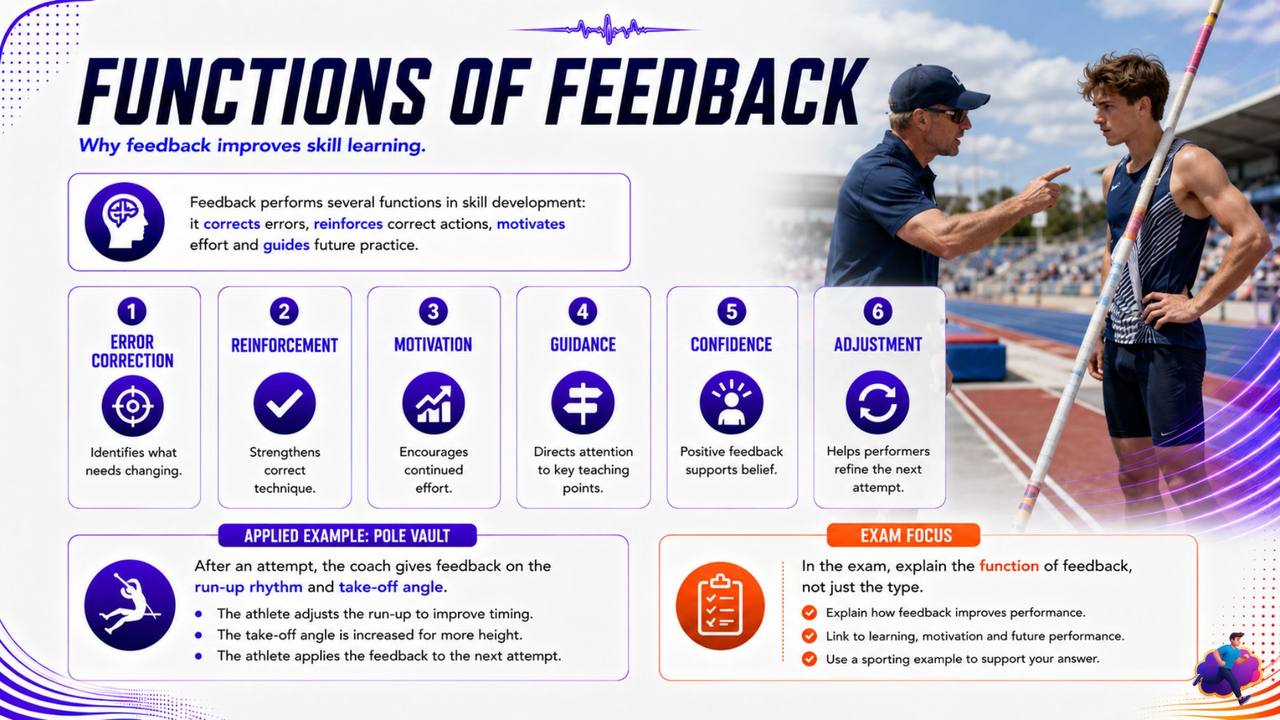 FUNCTIONS OF FEEDBACK
Why feedback improves skill learning.
Feedback performs several functions in skill development:
it corrects errors, reinforces correct actions, motivates
effort and guides future practice.
1
ERROR
CORRECTION
Identifies what
needs changing.
2
REINFORCEMENT
Strengthens
correct
technique.
3
MOTIVATION
Encourages
continued
effort.
4
GUIDANCE
Directs attention
to key teaching
points.
5
CONFIDENCE
Positive feedback
supports belief.
6
ADJUSTMENT
Helps performers
refine the next
attempt.
APPLIED EXAMPLE: POLE VAULT
After an attempt, the coach gives feedback on the
run-up rhythm and take-off angle.
• The athlete adjusts the run-up to improve timing.
• The take-off angle is increased for more height.
• The athlete applies the feedback to the next attempt.
EXAM FOCUS
In the exam, explain the function of feedback,
not just the type.
Explain how feedback improves performance.
Link to learning, motivation and future performance.
Use a sporting example to support your answer.